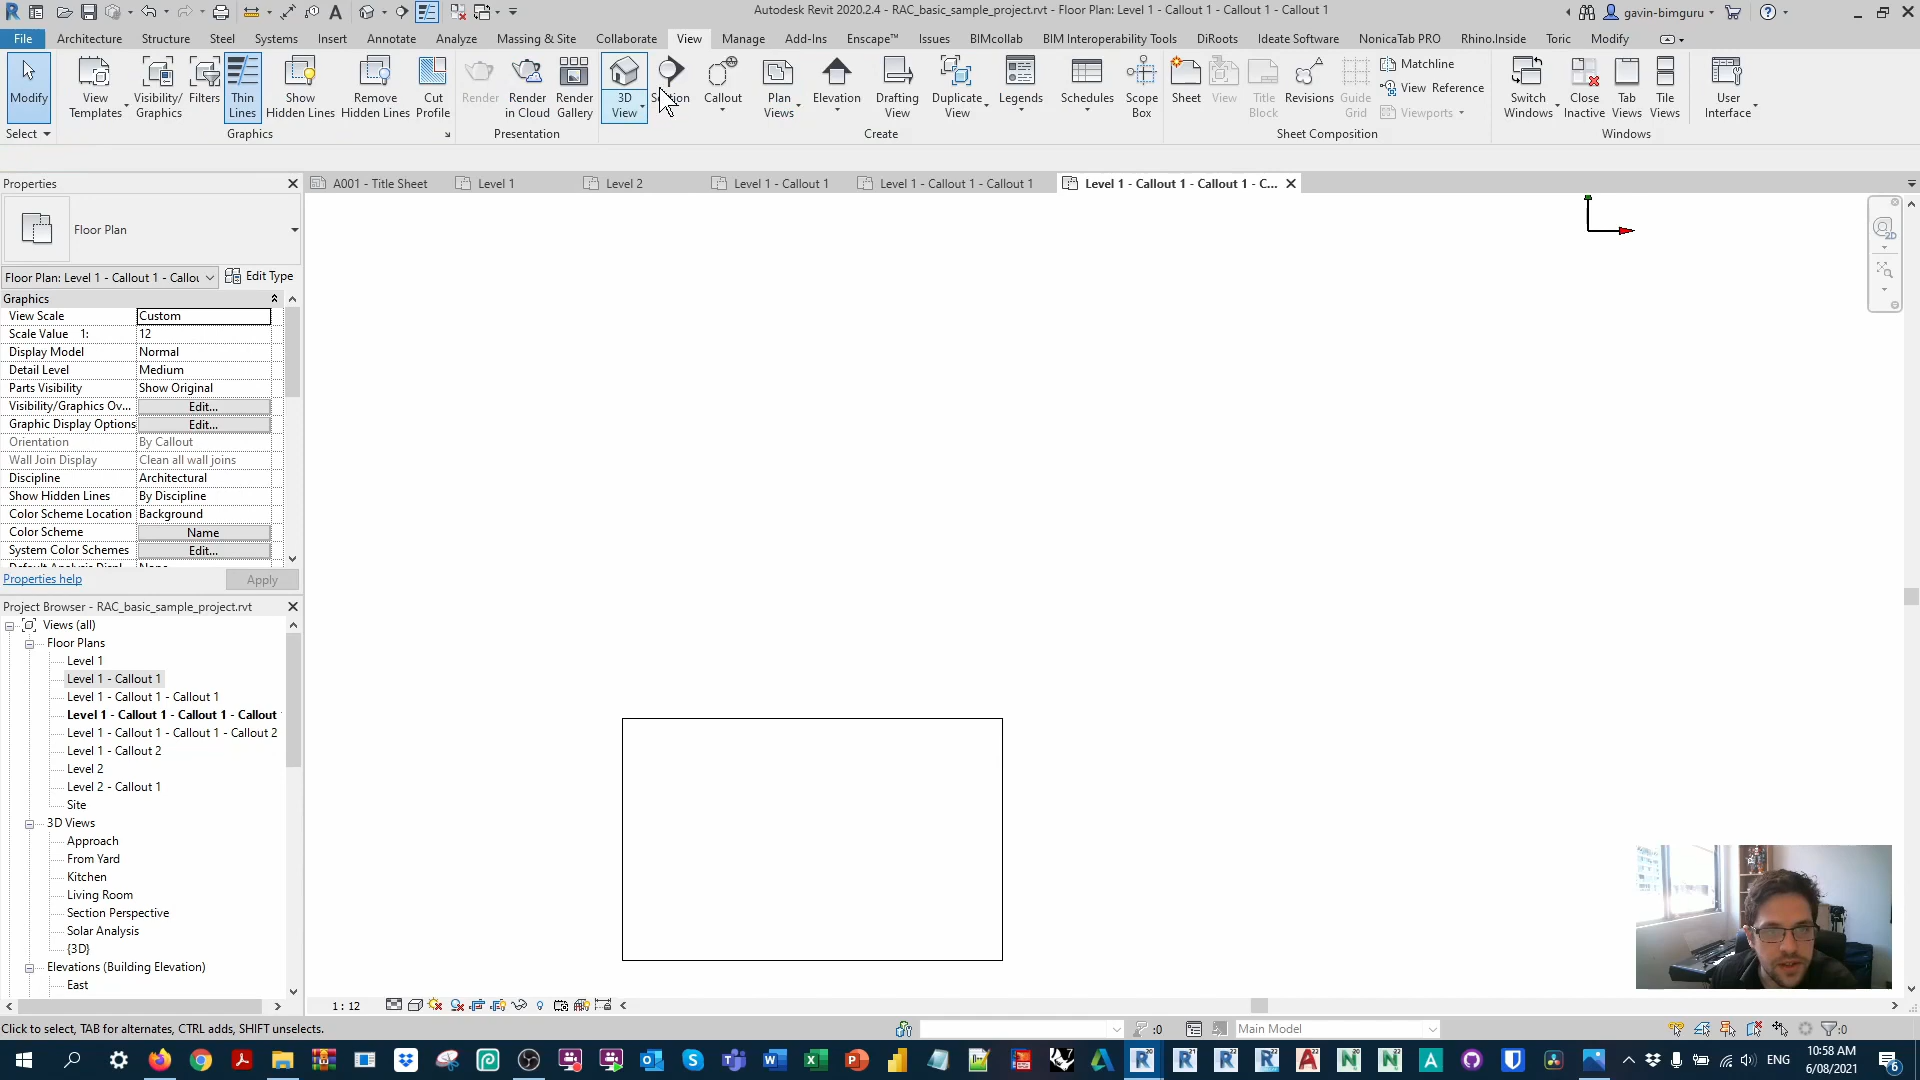 Autodesk Revit 2020.2.4 - RAC_basic_sample_project.rvt - Floor Plan: Level 1 - Callout 1 - Callout 1 - Callout 1
gavin-bimguru
File Architecture Structure Steel Systems Insert Annotate Analyze Massing & Site Collaborate View Manage Add-Ins Enscape™ Issues BIMcollab BIM Interoperability Tools DiRoots Ideate Software NonicaTab PRO Rhino.Inside Toric Modify
Modify
View Templates
Visibility/ Graphics
Filters
Thin Lines
Show Hidden Lines
Remove Hidden Lines
Cut Profile
Render
Render in Cloud
Render Gallery
3D View
Callout
Plan Views
Elevation
Drafting View
Duplicate View
Legends
Schedules
Scope Box
Sheet
View
Title Block
Revisions
Guide Grid
Matchline
View Reference
Viewports
Switch Windows
Close Inactive
Tab Views
Tile Views
User Interface
Select Graphics Presentation Create Sheet Composition Windows
Properties
A001 - Title Sheet Level 1 Level 2 Level 1 - Callout 1 Level 1 - Callout 1 - Callout 1 Level 1 - Callout 1 - Callout 1 - C...
2D
Floor Plan
Floor Plan: Level 1 - Callout 1 - Callou Edit Type
Graphics
View Scale Custom
Scale Value 1: 12
Display Model Normal
Detail Level Medium
Parts Visibility Show Original
Visibility/Graphics Ov... Edit...
Graphic Display Options Edit...
Orientation By Callout
Wall Join Display Clean all wall joins
Discipline Architectural
Show Hidden Lines By Discipline
Color Scheme Location Background
Color Scheme Name
System Color Schemes Edit...
Properties help Apply
Project Browser - RAC_basic_sample_project.rvt
Views (all)
Floor Plans
Level 1
Level 1 - Callout 1
Level 1 - Callout 1 - Callout 1
Level 1 - Callout 1 - Callout 1 - Callout
Level 1 - Callout 1 - Callout 1 - Callout 2
Level 1 - Callout 2
Level 2
Level 2 - Callout 1
Site
3D Views
Approach
From Yard
Kitchen
Living Room
Section Perspective
Solar Analysis
{3D}
Elevations (Building Elevation)
East
1 : 12
Click to select, TAB for alternates, CTRL adds, SHIFT unselects.
:0
Main Model
:0
ENG
10:58 AM
6/08/2021
6